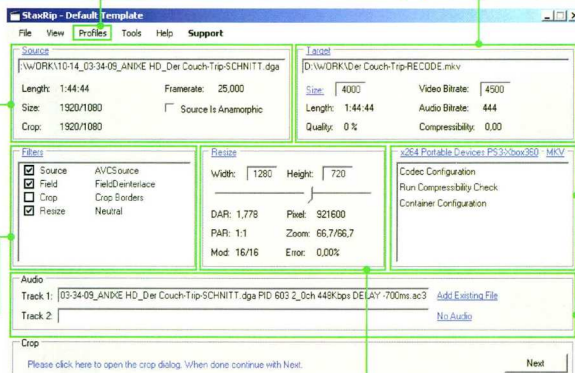 StaxRip - Default Template
File View Profiles Tools Help Support
Source
:\WORK\10-14_03-34-09_ANIXE HD_Der Couch-Trip-SCHNITT.dga
Length: 1:44:44 Framerate: 25,000
Size: 1920/1080 Source Is Anamorphic
Crop: 1920/1080
Target
D:\WORK\Der Couch-Trip-RECODE.mkv
Size: 4000 Video Bitrate: 4500
Length: 1:44:44 Audio Bitrate: 444
Quality: 0 % Compressibility: 0,00
Filters
Source AVCSource
Field FieldDeinterlace
Crop Crop Borders
Resize Neutral
Resize
Width: 1280 Height: 720
DAR: 1,778 Pixel: 921600
PAR: 1:1 Zoom: 66,7/66,7
Mod: 16/16 Error: 0,00%
x264 Portable Devices PS3-Xbox360 MKV
Codec Configuration
Run Compressibility Check
Container Configuration
Audio
Track 1: 03-34-09_ANIXE HD_Der Couch-Trip-SCHNITT.dga PID 603 2_0ch 448Kbps DELAY -700ms.ac3 Add Existing File
Track 2: No Audio
Crop
Please click here to open the crop dialog. When done continue with Next. Next